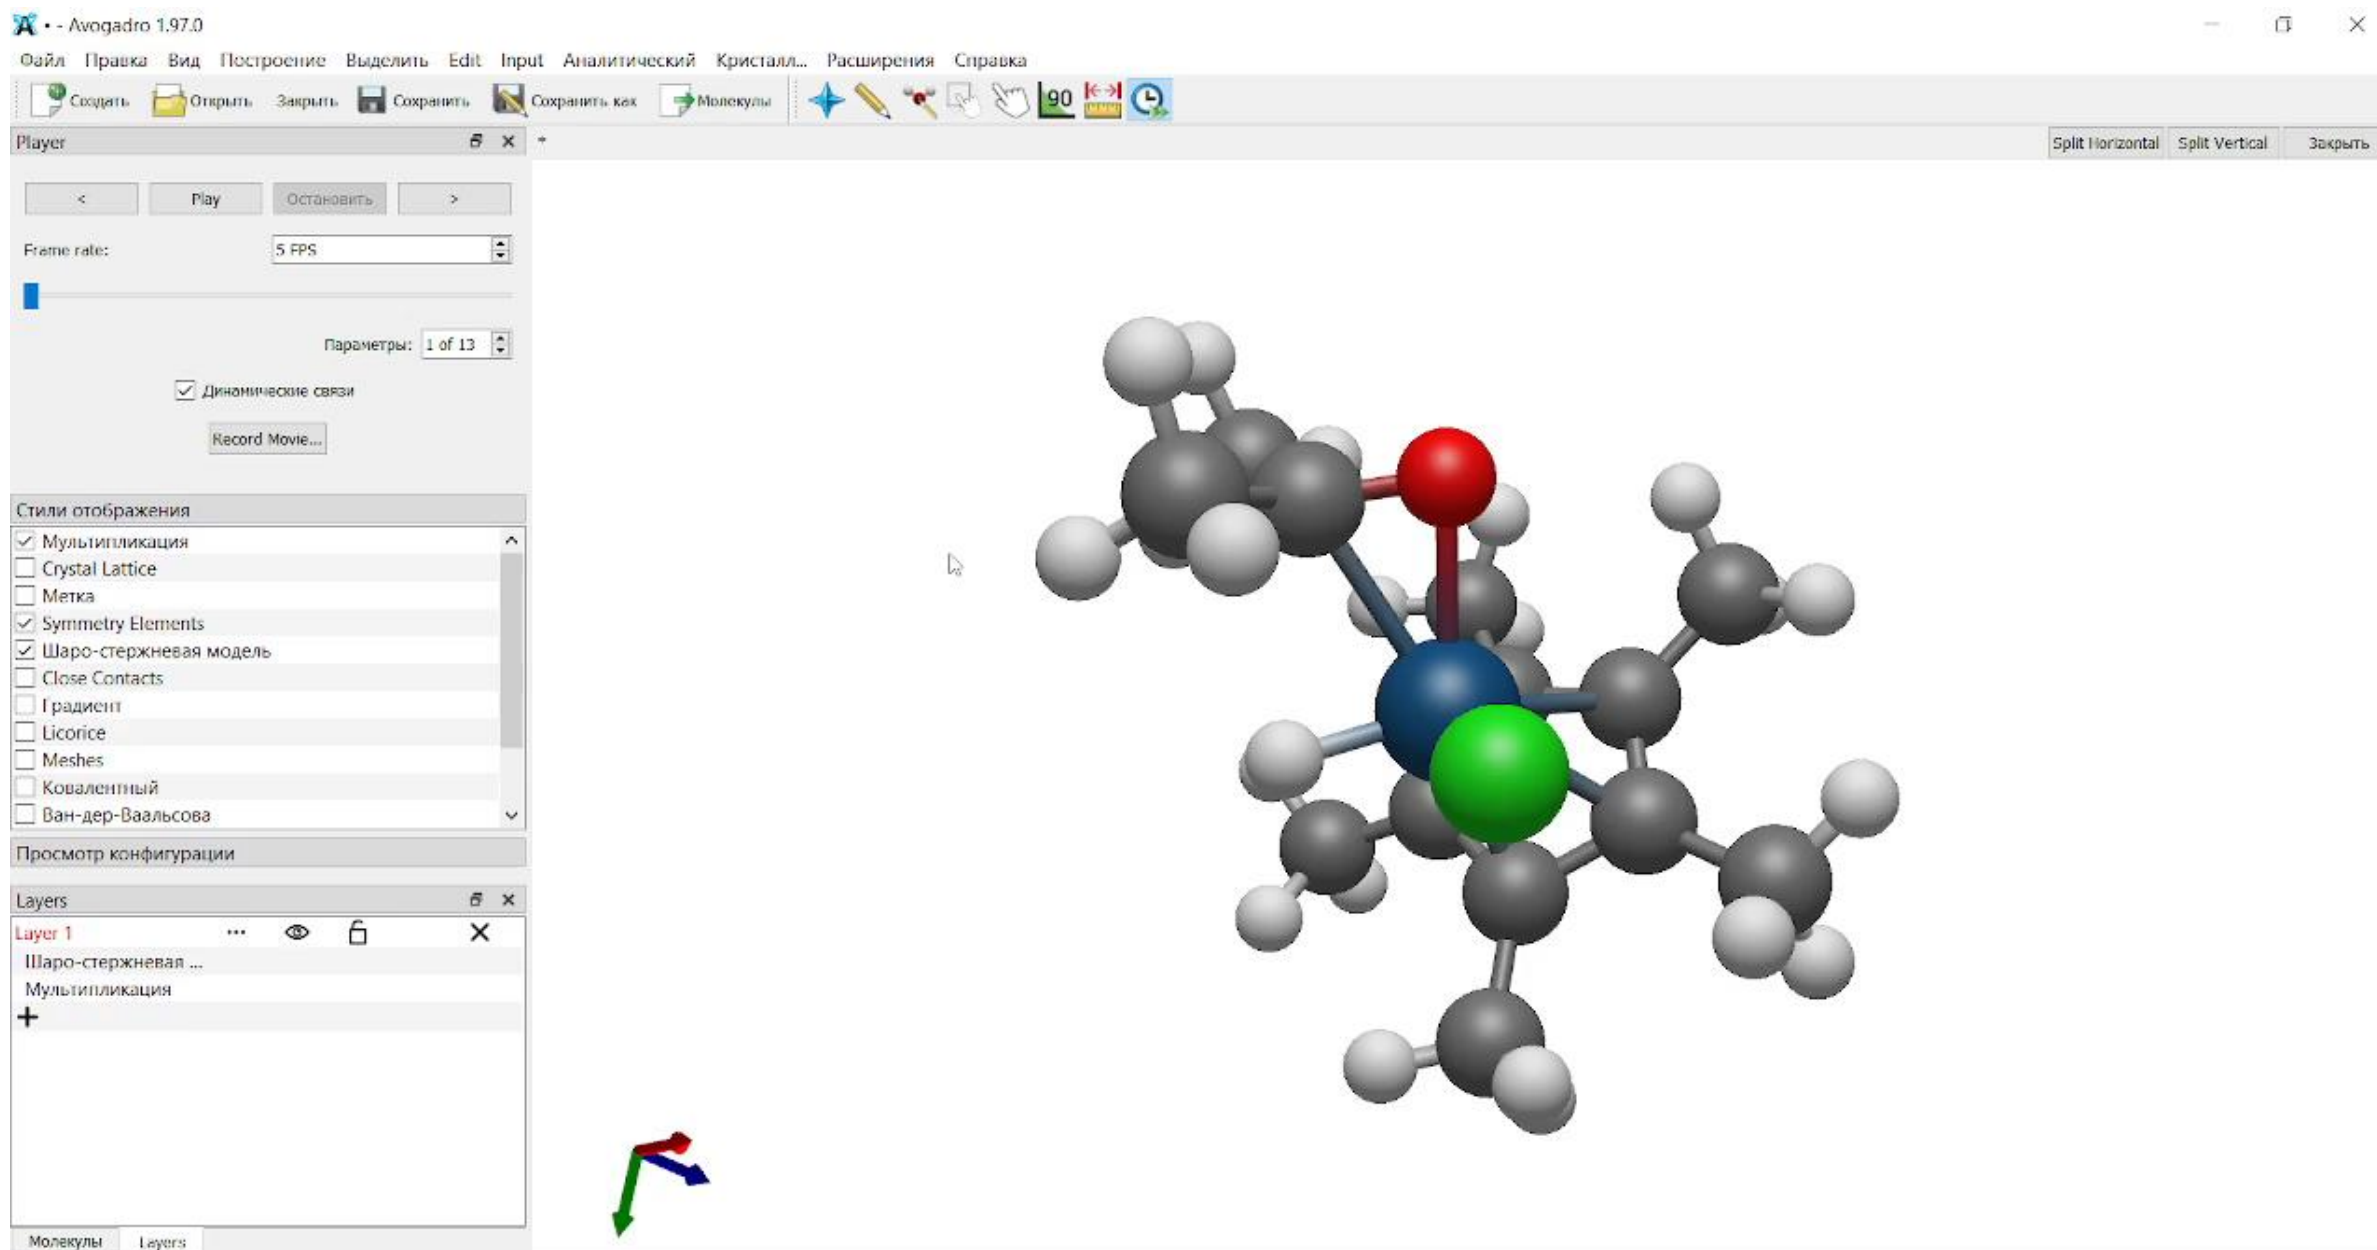 • - Avogadro 1.97.0
Файл Правка Вид Построение Выделить Edit Input Аналитический Кристалл... Расширения Справка
Создать Открыть Закрыть Сохранить Сохранить как Молекулы 90
Player
Split Horizontal Split Vertical Закрыть
< Play Остановить >
Frame rate: 5 FPS
Параметры: 1 of 13
Динамические связи
Record Movie...
Стили отображения
Мультипликация
Crystal Lattice
Метка
Symmetry Elements
Шаро-стержневая модель
Close Contacts
Градиент
Licorice
Meshes
Ковалентный
Ван-дер-Ваальсова
Просмотр конфигурации
Layers
Layer 1 ...
Шаро-стержневая ...
Мультипликация
Молекулы Layers